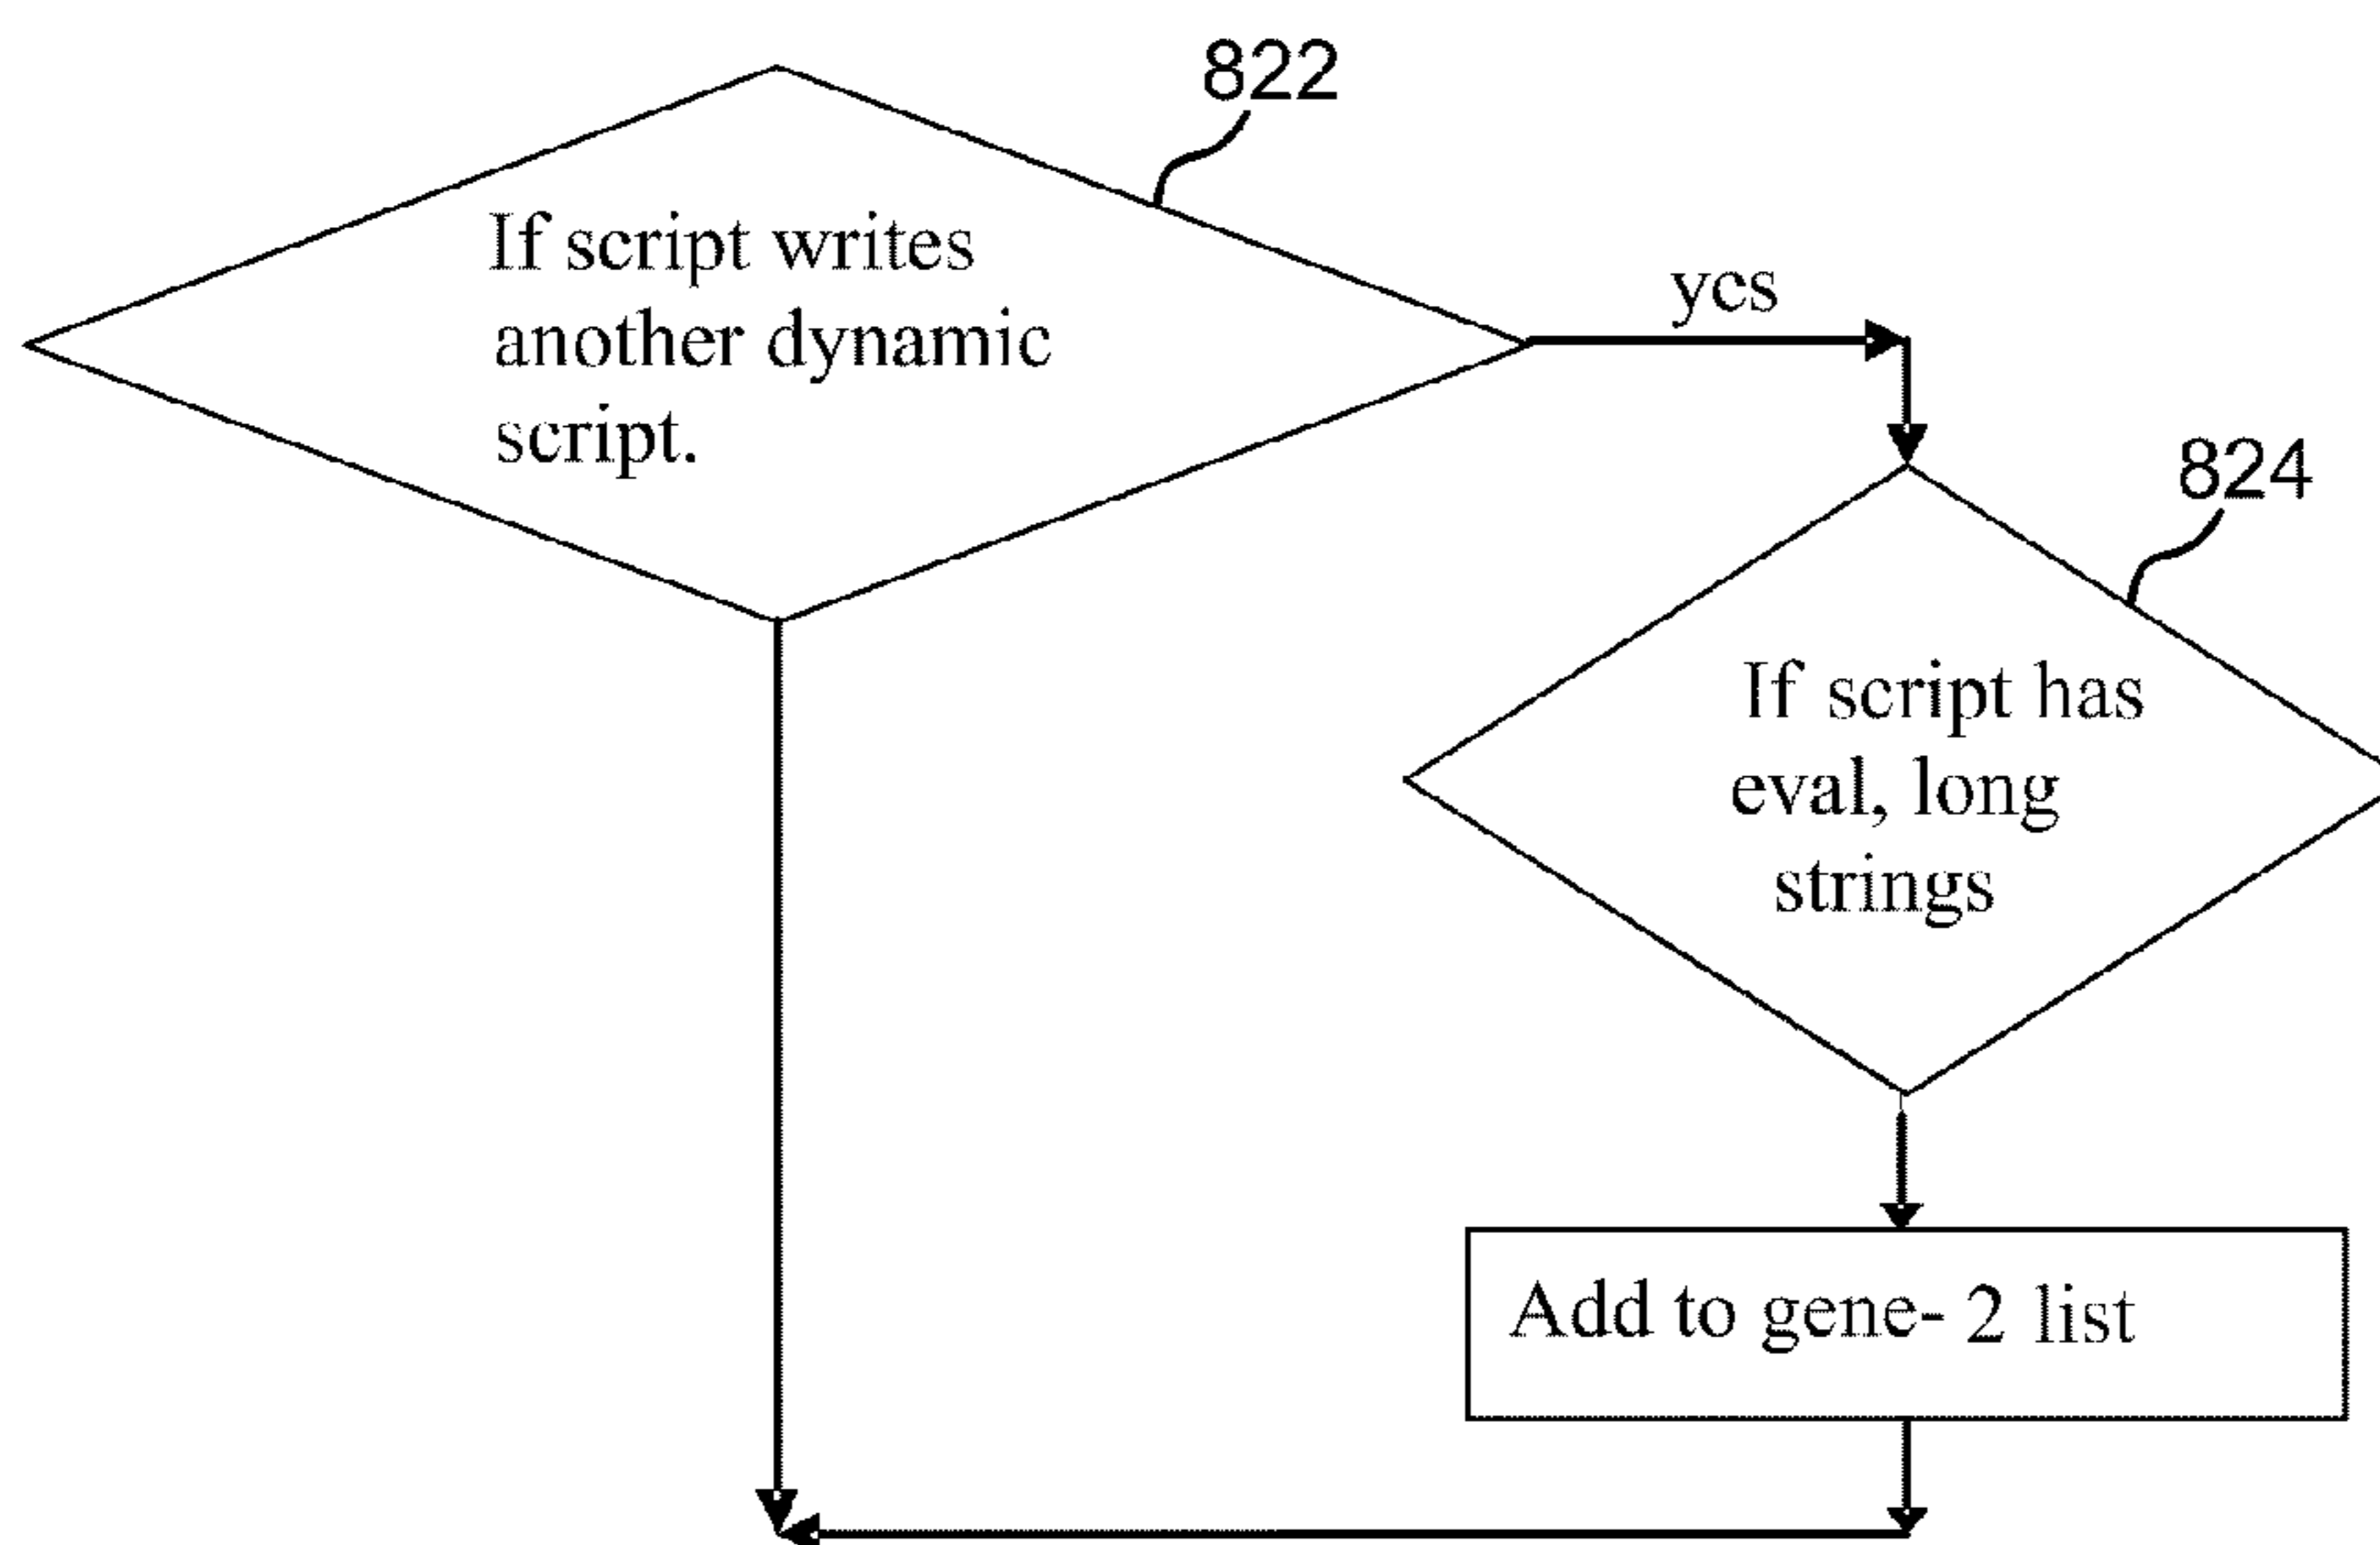 822
If script writes
another dynamic
script.
yes
824
If script has
eval, long
strings
Add to gene- 2 list